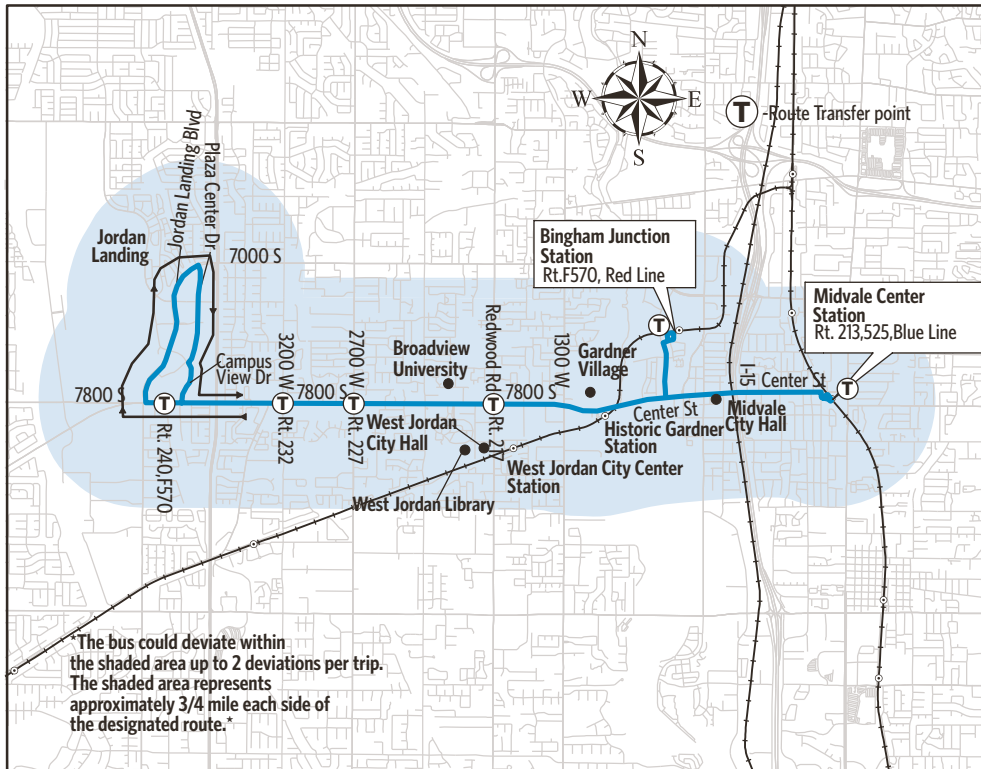 N
W
E
S
T
-Route Transfer point
Jordan Landing Blvd
Plaza Center Dr
Jordan
Landing
7000 S
Bingham Junction
Station
Rt.F570, Red Line
T
Midvale Center
Station
Rt. 213,525,Blue Line
T
3200 W
2700 W
Broadview
University
Redwood Rd
1300 W
Gardner
Village
I-15
Center St
Campus
View Dr
7800 S
7800 S
7800 S
T
T
T
T
Rt. 240,F570
Rt. 232
Rt. 227
Rt. 217
West Jordan
City Hall
Center St
Historic Gardner
Station
Midvale
City Hall
West Jordan City Center
Station
West Jordan Library
*The bus could deviate within
the shaded area up to 2 deviations per trip.
The shaded area represents
approximately 3/4 mile each side of
the designated route.*